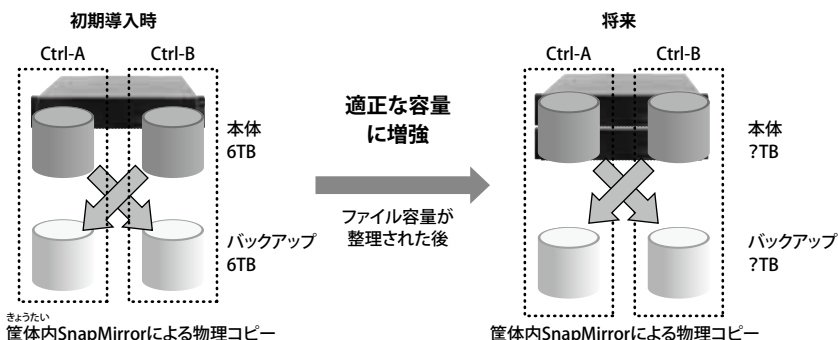 初期導入時
Ctrl-A
Ctrl-B
本体
6TB
バックアップ
6TB
きょうたい
筐体内SnapMirrorによる物理コピー
適正な容量
に増強
ファイル容量が
整理された後
将来
Ctrl-A
Ctrl-B
本体
?TB
バックアップ
?TB
筐体内SnapMirrorによる物理コピー